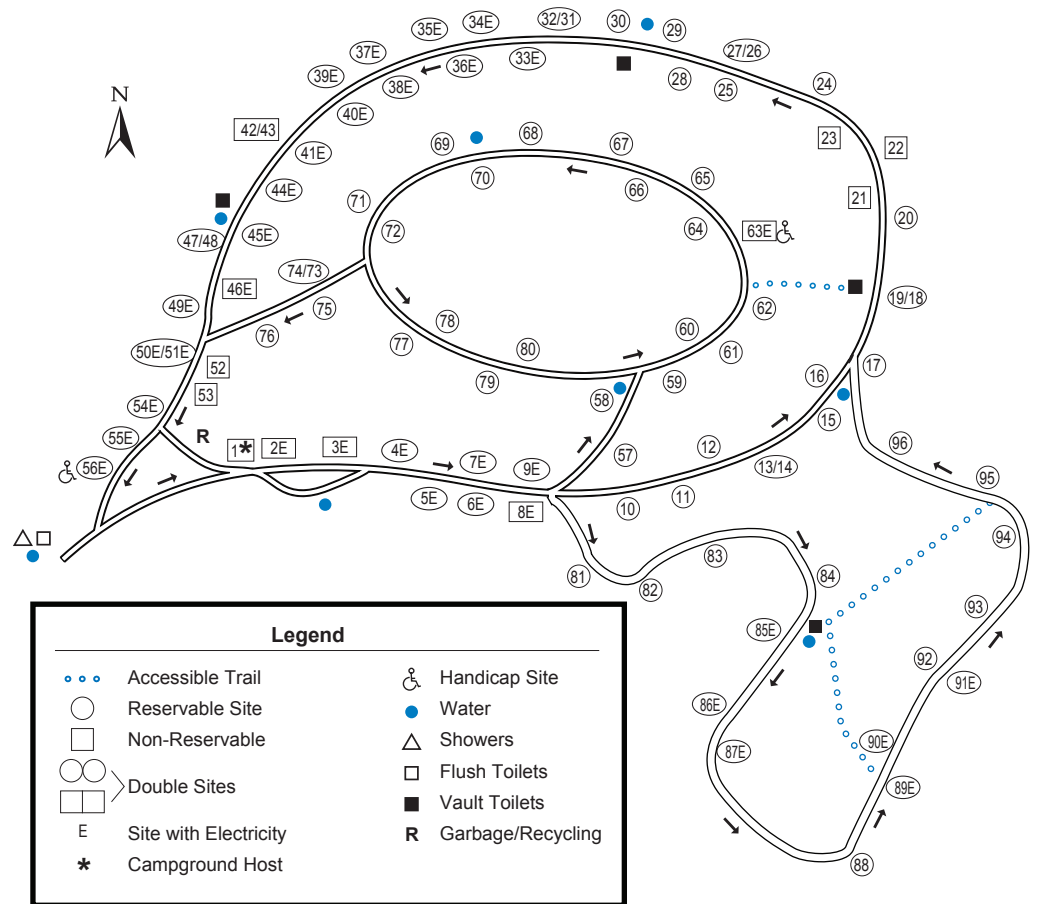 N
35E
34E
32/31
30
29
37E
36E
33E
27/26
28
25
24
39E
38E
40E
42/43
41E
23
22
69
68
67
44E
70
66
65
21
71
64
20
47/48
45E
72
63E
46E
74/73
62
19/18
49E
75
78
60
76
77
80
61
50E/51E
52
79
59
16
17
53
58
15
54E
R
55E
1*
2E
3E
4E
7E
9E
57
12
96
56E
13/14
5E
6E
8E
10
11
95
94
83
81
82
84
93
85E
92
91E
86E
90E
87E
89E
88
Legend
Accessible Trail
Reservable Site
Non-Reservable
Double Sites
E Site with Electricity
* Campground Host
Handicap Site
Water
Showers
Flush Toilets
Vault Toilets
R Garbage/Recycling